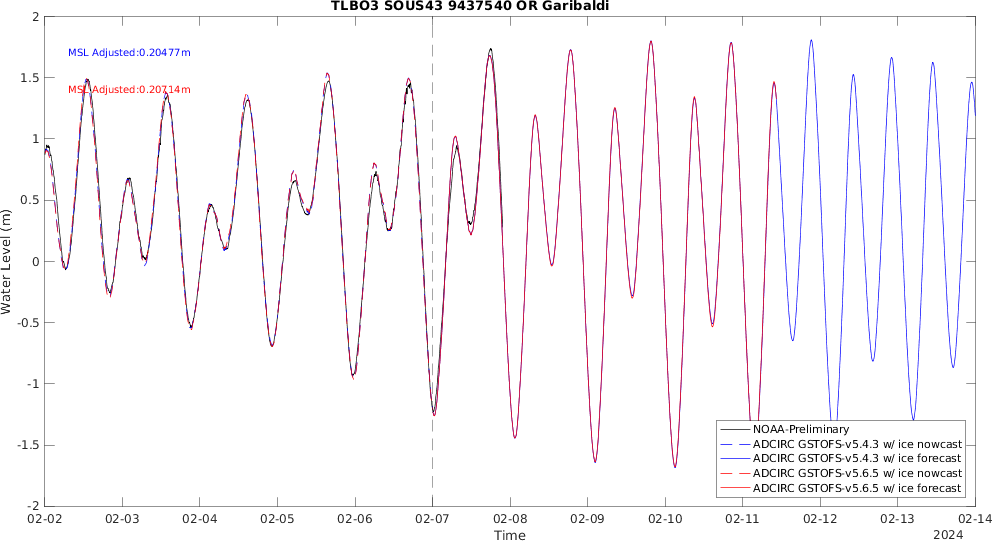 TLBO3 SOUS43 9437540 OR Garibaldi
2
MSL Adjusted:0.20477m
1.5
MSL Adjusted:0.20714m
1
0.5
0
-0.5
-1
-1.5
-2
Water Level (m)
NOAA-Preliminary
ADCIRC GSTOFS-v5.4.3 w/ ice nowcast
ADCIRC GSTOFS-v5.4.3 w/ ice forecast
ADCIRC GSTOFS-v5.6.5 w/ ice nowcast
ADCIRC GSTOFS-v5.6.5 w/ ice forecast
02-02 02-03 02-04 02-05 02-06 02-07 02-08 02-09 02-10 02-11 02-12 02-13 02-14
Time
2024